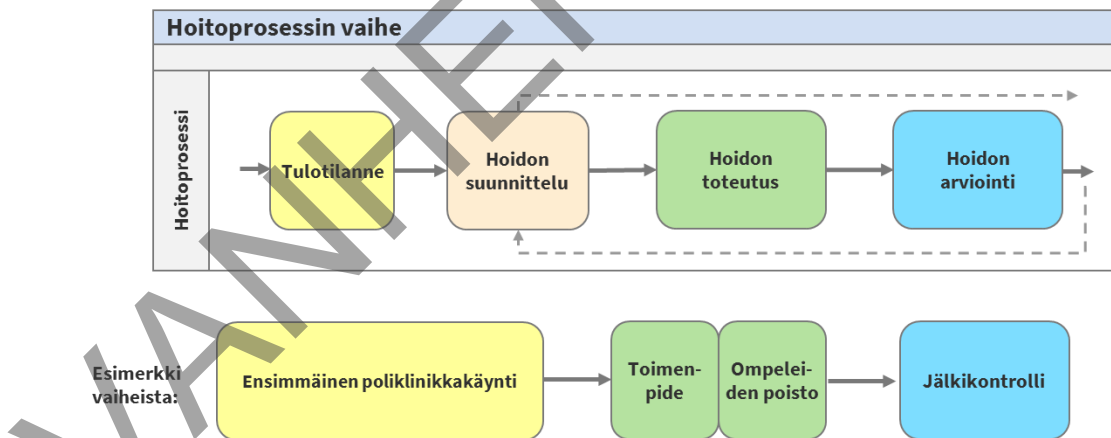 Hoitoprosessin vaihe
Hoitoprosessi
Tulotilanne
Hoidon
suunnittelu
Hoidon
toteutus
Hoidon
arviointi
Esimerkki
vaiheista:
Ensimmäinen poliklinikkakäynti
Toimen-
pide
Ompelei-
den poisto
Jälkikontrolli